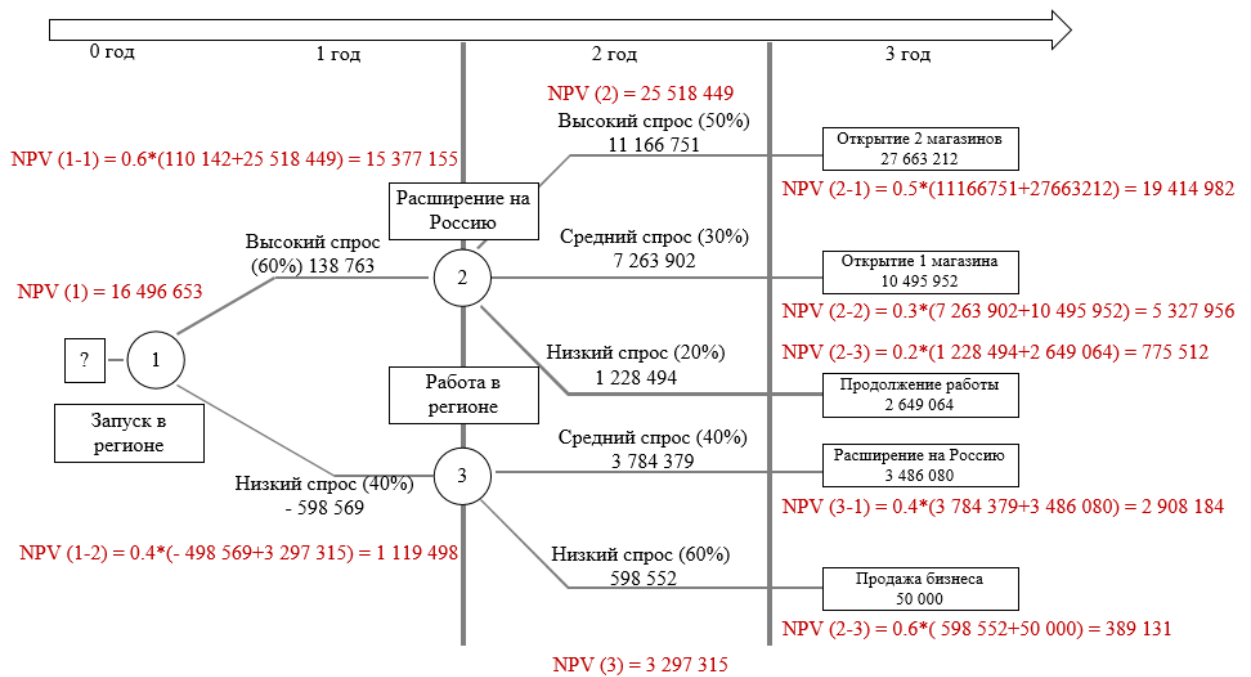 0 год
1 год
2 год
3 год
NPV (2) = 25 518 449
Высокий спрос (50%)
11 166 751
Открытие 2 магазинов
27 663 212
NPV (1-1) = 0.6*(110 142+25 518 449) = 15 377 155
NPV (2-1) = 0.5*(11166751+27663212) = 19 414 982
Расширение на
Россию
Высокий спрос
(60%) 138 763
Средний спрос (30%)
7 263 902
2
Открытие 1 магазина
10 495 952
NPV (1) = 16 496 653
NPV (2-2) = 0.3*(7 263 902+10 495 952) = 5 327 956
?
1
Низкий спрос (20%)
1 228 494
NPV (2-3) = 0.2*(1 228 494+2 649 064) = 775 512
Продолжение работы
2 649 064
Запуск в
регионе
Работа в
регионе
Средний спрос (40%)
3 784 379
Расширение на Россию
3 486 080
Низкий спрос (40%)
- 598 569
3
NPV (3-1) = 0.4*(3 784 379+3 486 080) = 2 908 184
NPV (1-2) = 0.4*(- 498 569+3 297 315) = 1 119 498
Низкий спрос (60%)
598 552
Продажа бизнеса
50 000
NPV (2-3) = 0.6*( 598 552+50 000) = 389 131
NPV (3) = 3 297 315